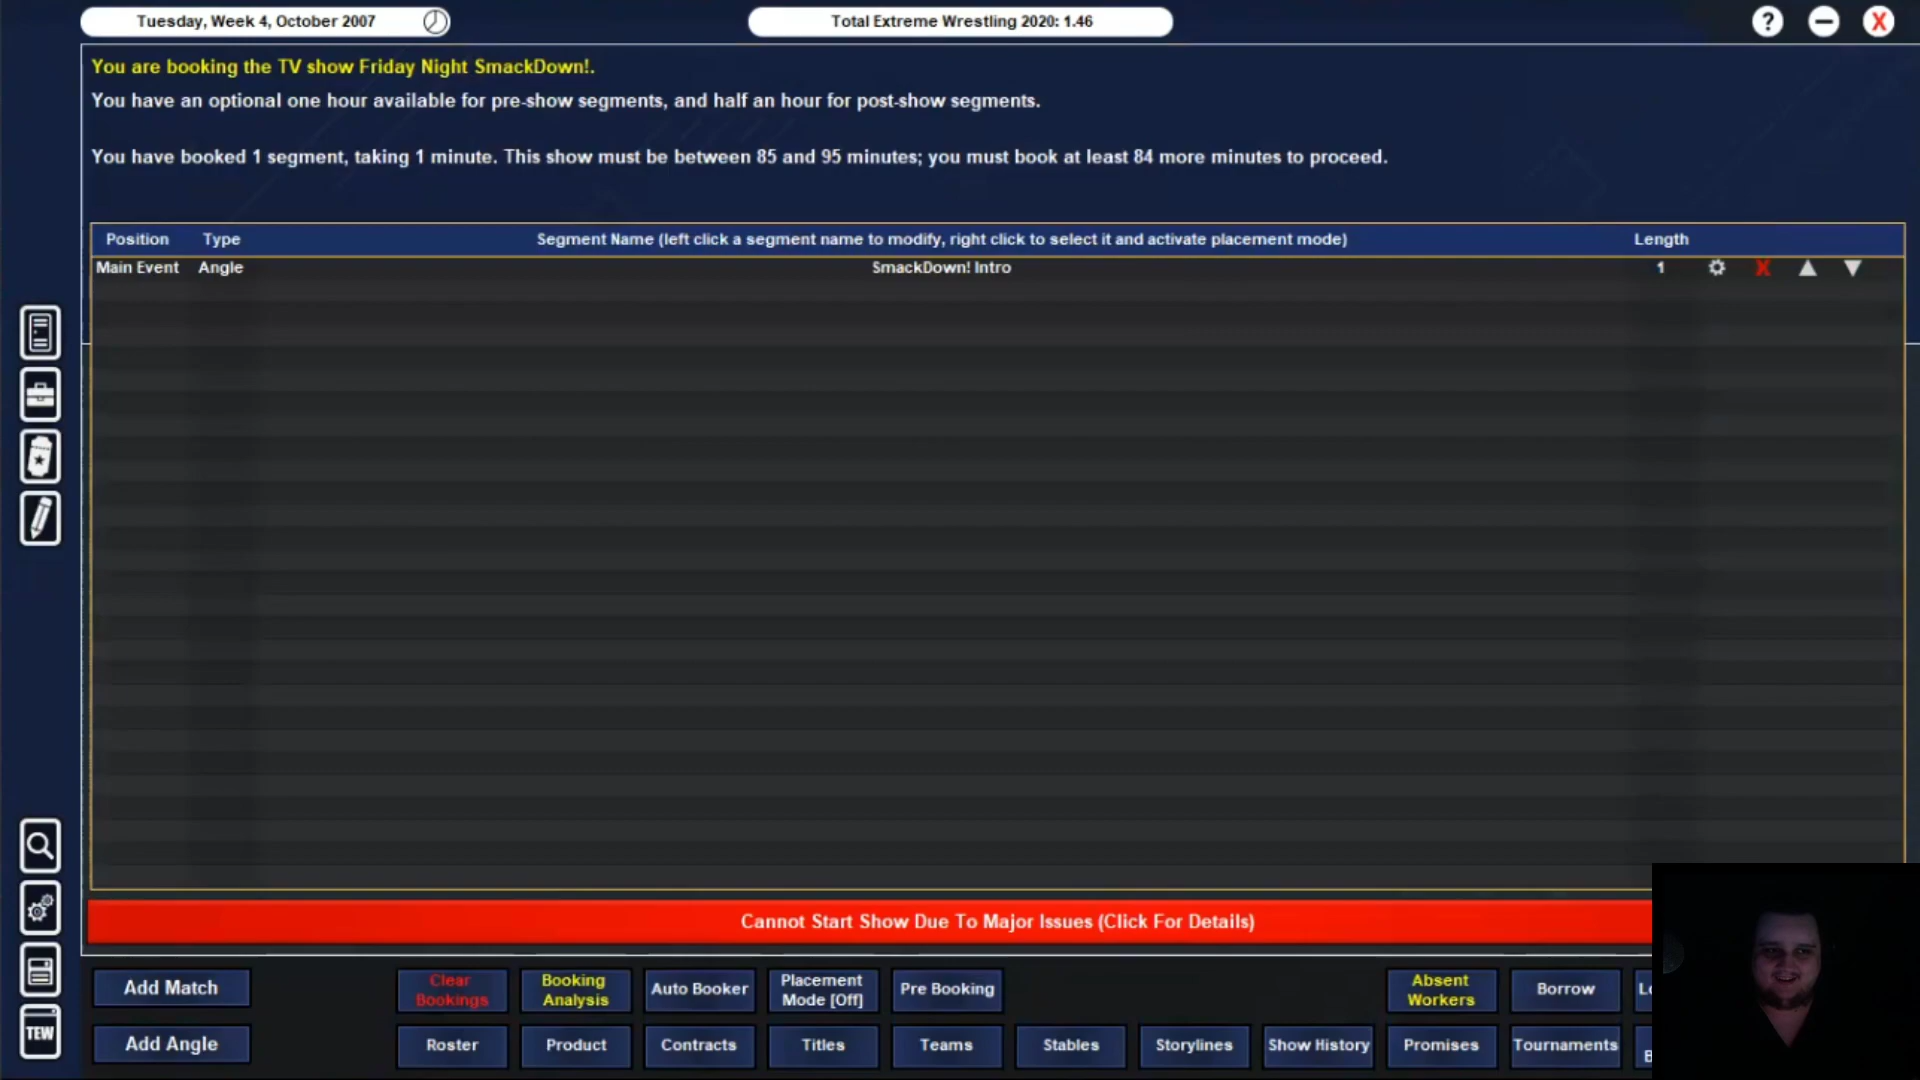 Tuesday, Week 4, October 2007
Total Extreme Wrestling 2020: 1.46
?
X
You are booking the TV show Friday Night SmackDown!.
You have an optional one hour available for pre-show segments, and half an hour for post-show segments.
You have booked 1 segment, taking 1 minute. This show must be between 85 and 95 minutes; you must book at least 84 more minutes to proceed.
Position Type Segment Name (left click a segment name to modify, right click to select it and activate placement mode) Length
Main Event Angle SmackDown! Intro 1 X
Cannot Start Show Due To Major Issues (Click For Details)
Add Match
Clear Bookings
Booking Analysis
Auto Booker
Placement Mode [Off]
Pre Booking
Absent Workers
Borrow
TEW
Add Angle
Roster
Product
Contracts
Titles
Teams
Stables
Storylines
Show History
Promises
Tournaments